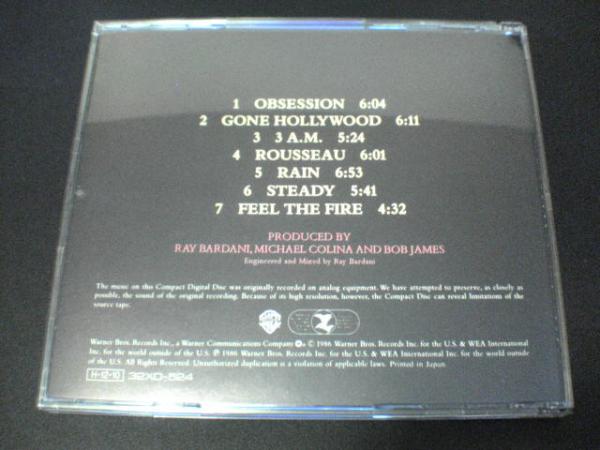 1 OBSESSION 6:04
2 GONE HOLLYWOOD 6:11
3 3 A.M. 5:24
4 ROUSSEAU 6:01
5 RAIN 6:53
6 STEADY 5:41
7 FEEL THE FIRE 4:32
PRODUCED BY
RAY BARDANI, MICHAEL COLINA AND BOB JAMES
Engineered and Mixed by Ray Bardani
The music on this Compact Digital Disc was originally recorded on analog equipment. We have attempted to preserve, as closely as
possible, the sound of the original recording. Because of its high resolution, however, the Compact Disc can reveal limitations of the
source tape.
Warner Bros. Records Inc., a Warner Communications Company © 1986 Warner Bros. Records Inc. for the U.S. & WEA International
Inc. for the world outside of the U.S. ℗ 1986 Warner Bros. Records Inc. for the U.S. & WEA International Inc. for the world outside
of the U.S. All Rights Reserved. Unauthorized duplication is a violation of applicable laws. Printed in Japan.
H-12-10 32XD-524